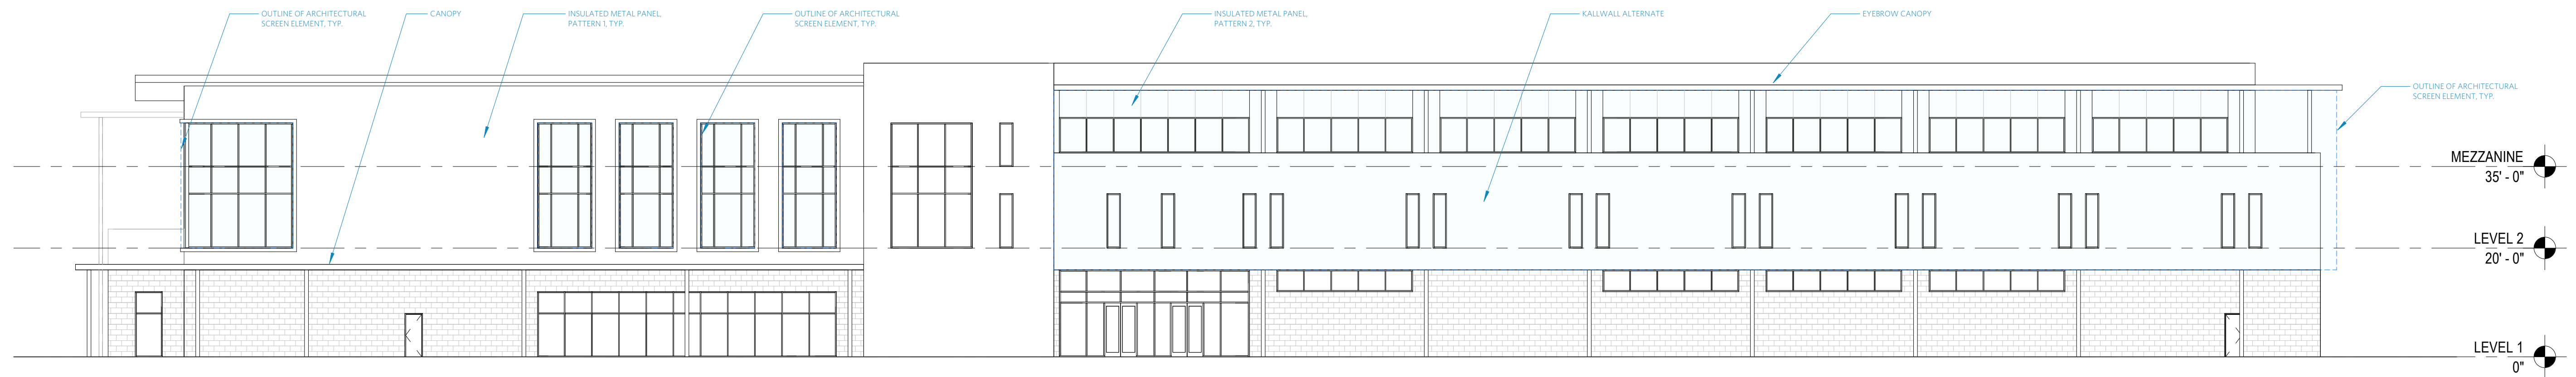 OUTLINE OF ARCHITECTURAL
SCREEN ELEMENT, TYP.
CANOPY
INSULATED METAL PANEL,
PATTERN 1, TYP.
OUTLINE OF ARCHITECTURAL
SCREEN ELEMENT, TYP.
INSULATED METAL PANEL,
PATTERN 2, TYP.
KALLWALL ALTERNATE
EYEBROW CANOPY
OUTLINE OF ARCHITECTURAL
SCREEN ELEMENT, TYP.
MEZZANINE
35' - 0"
LEVEL 2
20' - 0"
LEVEL 1
0"